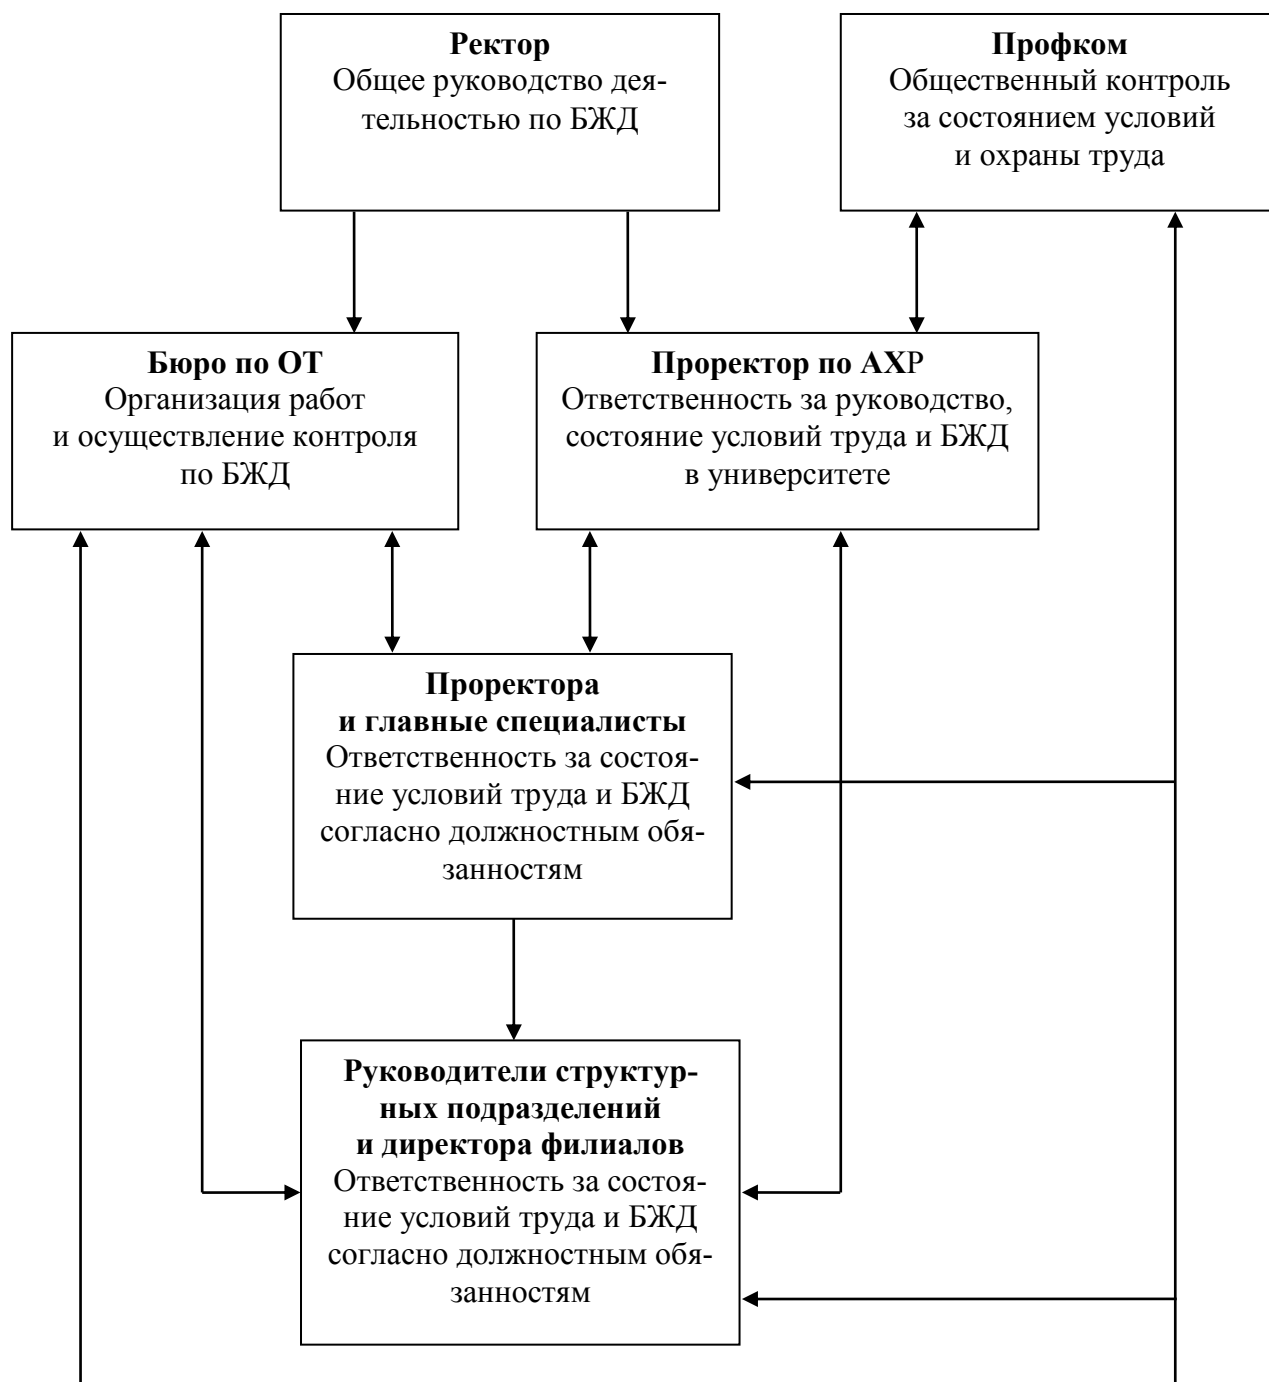 Ректор
Общее руководство дея-
тельностью по БЖД
Профком
Общественный контроль
за состоянием условий
и охраны труда
Бюро по ОТ
Организация работ
и осуществление контроля
по БЖД
Проректор по АХР
Ответственность за руководство,
состояние условий труда и БЖД
в университете
Проректора
и главные специалисты
Ответственность за состоя-
ние условий труда и БЖД
согласно должностным обя-
занностям
Руководители структур-
ных подразделений
и директора филиалов
Ответственность за состоя-
ние условий труда и БЖД
согласно должностным обя-
занностям